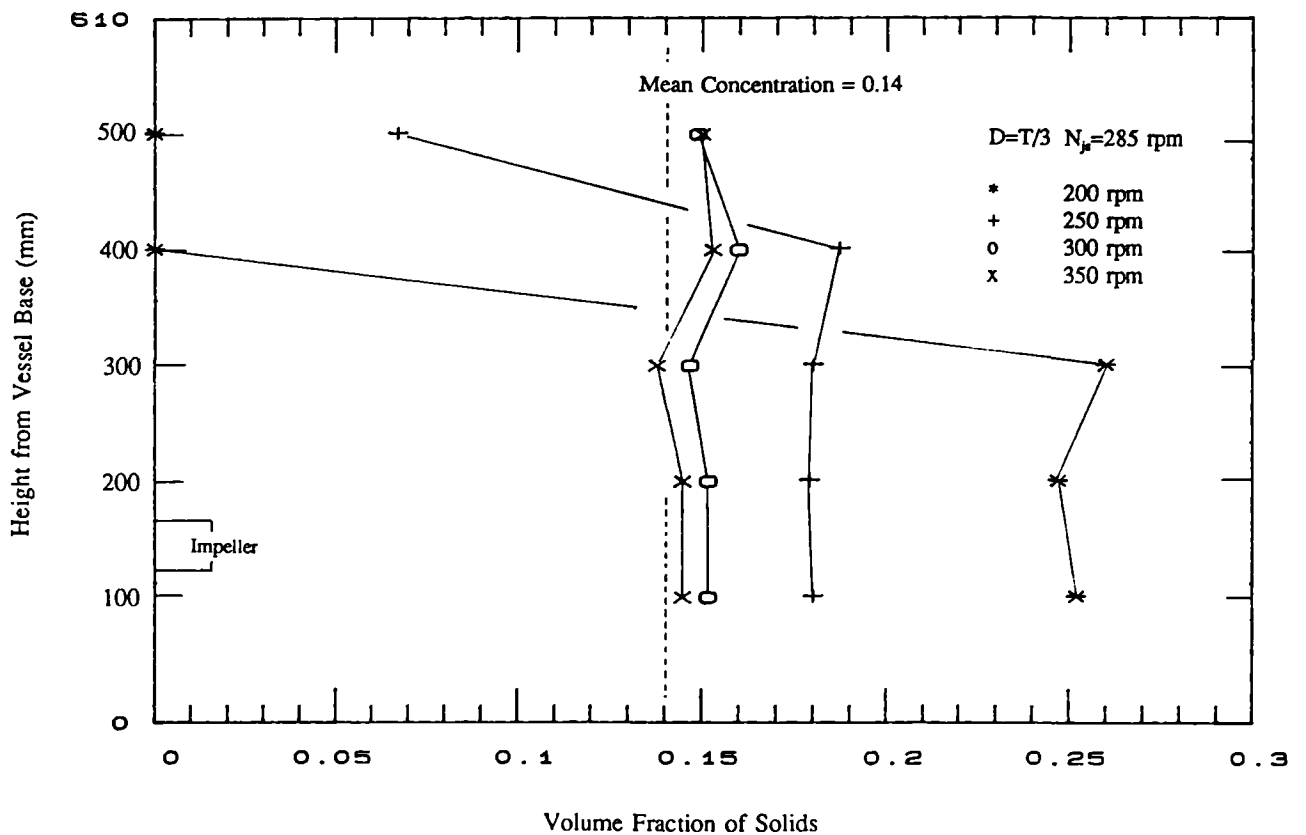 610
Mean Concentration = 0.14
500
D=T/3 N_js=285 rpm
* 200 rpm
+ 250 rpm
o 300 rpm
x 350 rpm
400
Height from Vessel Base (mm)
300
200
Impeller
100
0
0 0.05 0.1 0.15 0.2 0.25 0.3
Volume Fraction of Solids